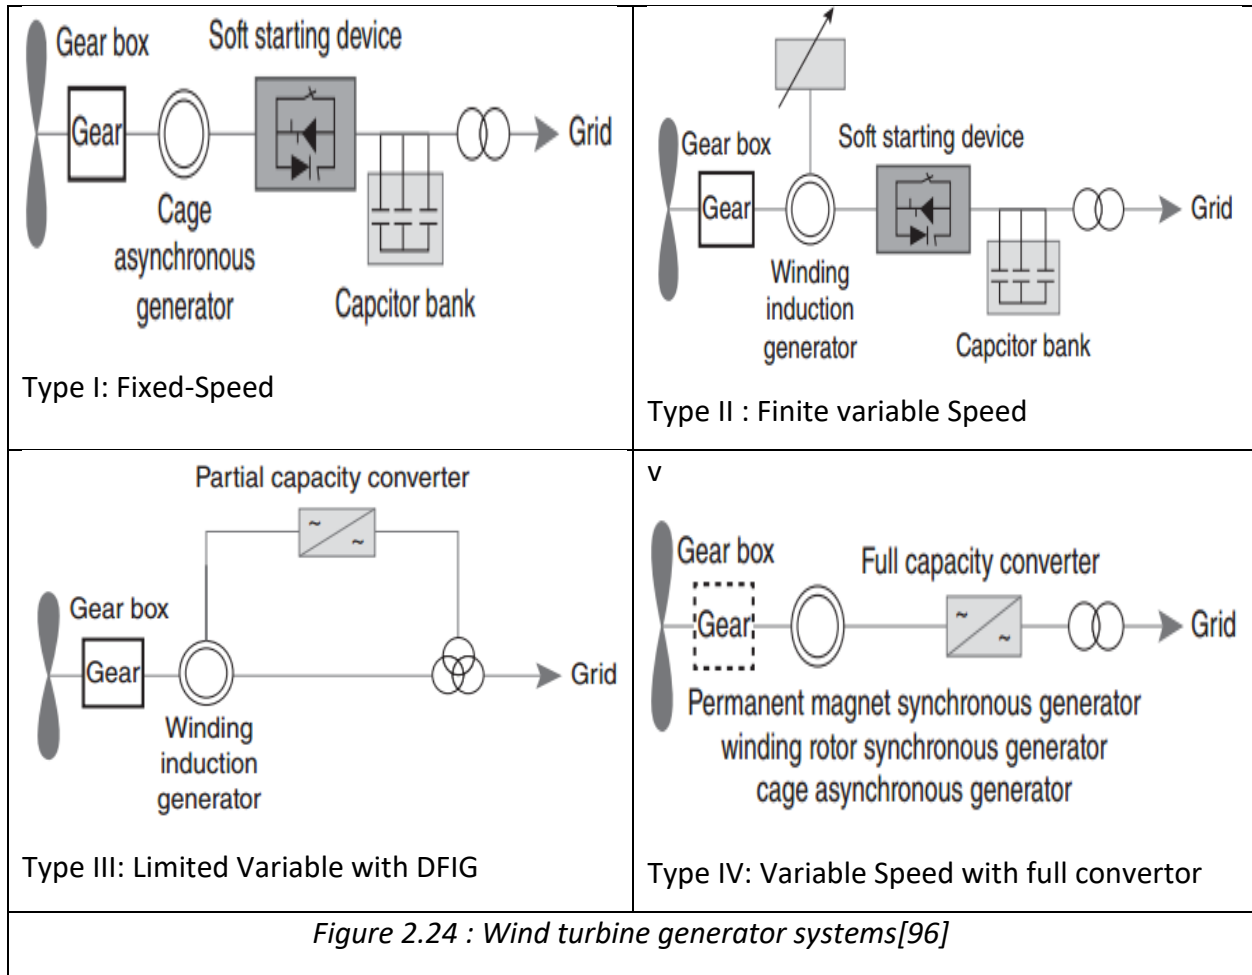 Gear box
Soft starting device
Gear
Grid
Cage
asynchronous
generator
Capcitor bank
Type I: Fixed-Speed
Gear box
Soft starting device
Gear
Grid
Winding
induction
generator
Capcitor bank
Type II : Finite variable Speed
Partial capacity converter
~
~
Gear box
Gear
Grid
Winding
induction
generator
Type III: Limited Variable with DFIG
v
Gear box
Full capacity converter
Gear
~
~
Grid
Permanent magnet synchronous generator
winding rotor synchronous generator
cage asynchronous generator
Type IV: Variable Speed with full convertor
Figure 2.24 : Wind turbine generator systems[96]